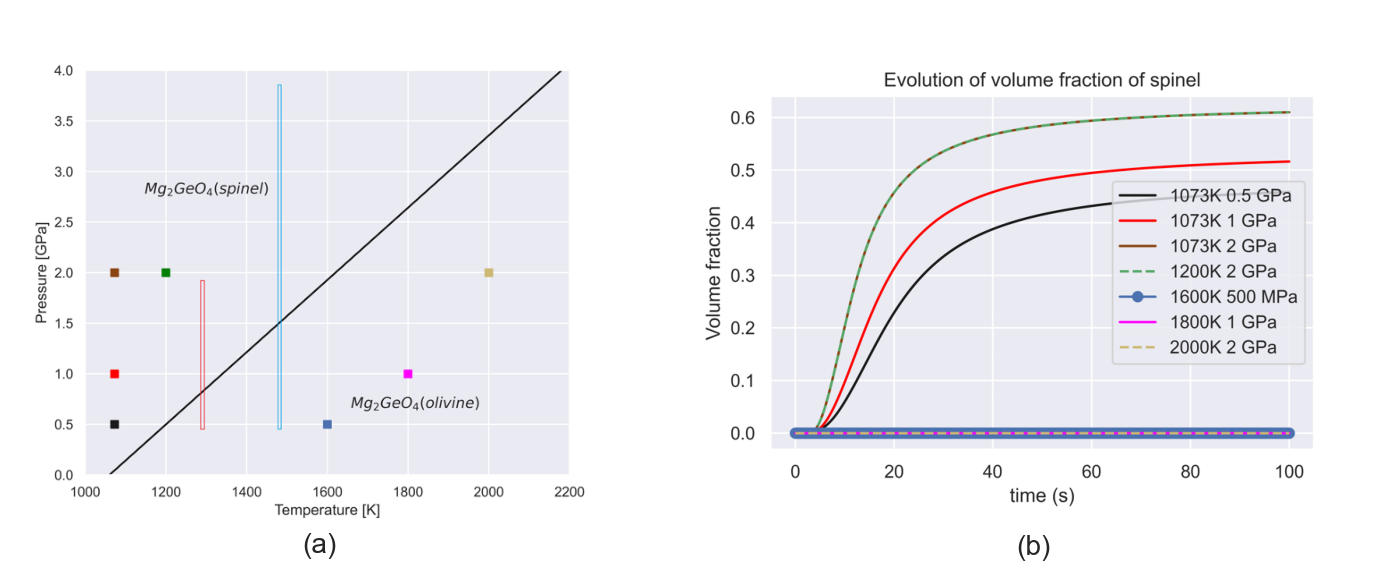 4.0
3.5
3.0
2.5
2.0
1.5
1.0
0.5
0.0
Pressure [GPa]
Mg₂GeO₄(spinel)
Mg₂GeO₄(olivine)
1000 1200 1400 1600 1800 2000 2200
Temperature [K]
(a)
Evolution of volume fraction of spinel
0.6
0.5
0.4
0.3
0.2
0.1
0.0
Volume fraction
1073K 0.5 GPa
1073K 1 GPa
1073K 2 GPa
1200K 2 GPa
1600K 500 MPa
1800K 1 GPa
2000K 2 GPa
0 20 40 60 80 100
time (s)
(b)